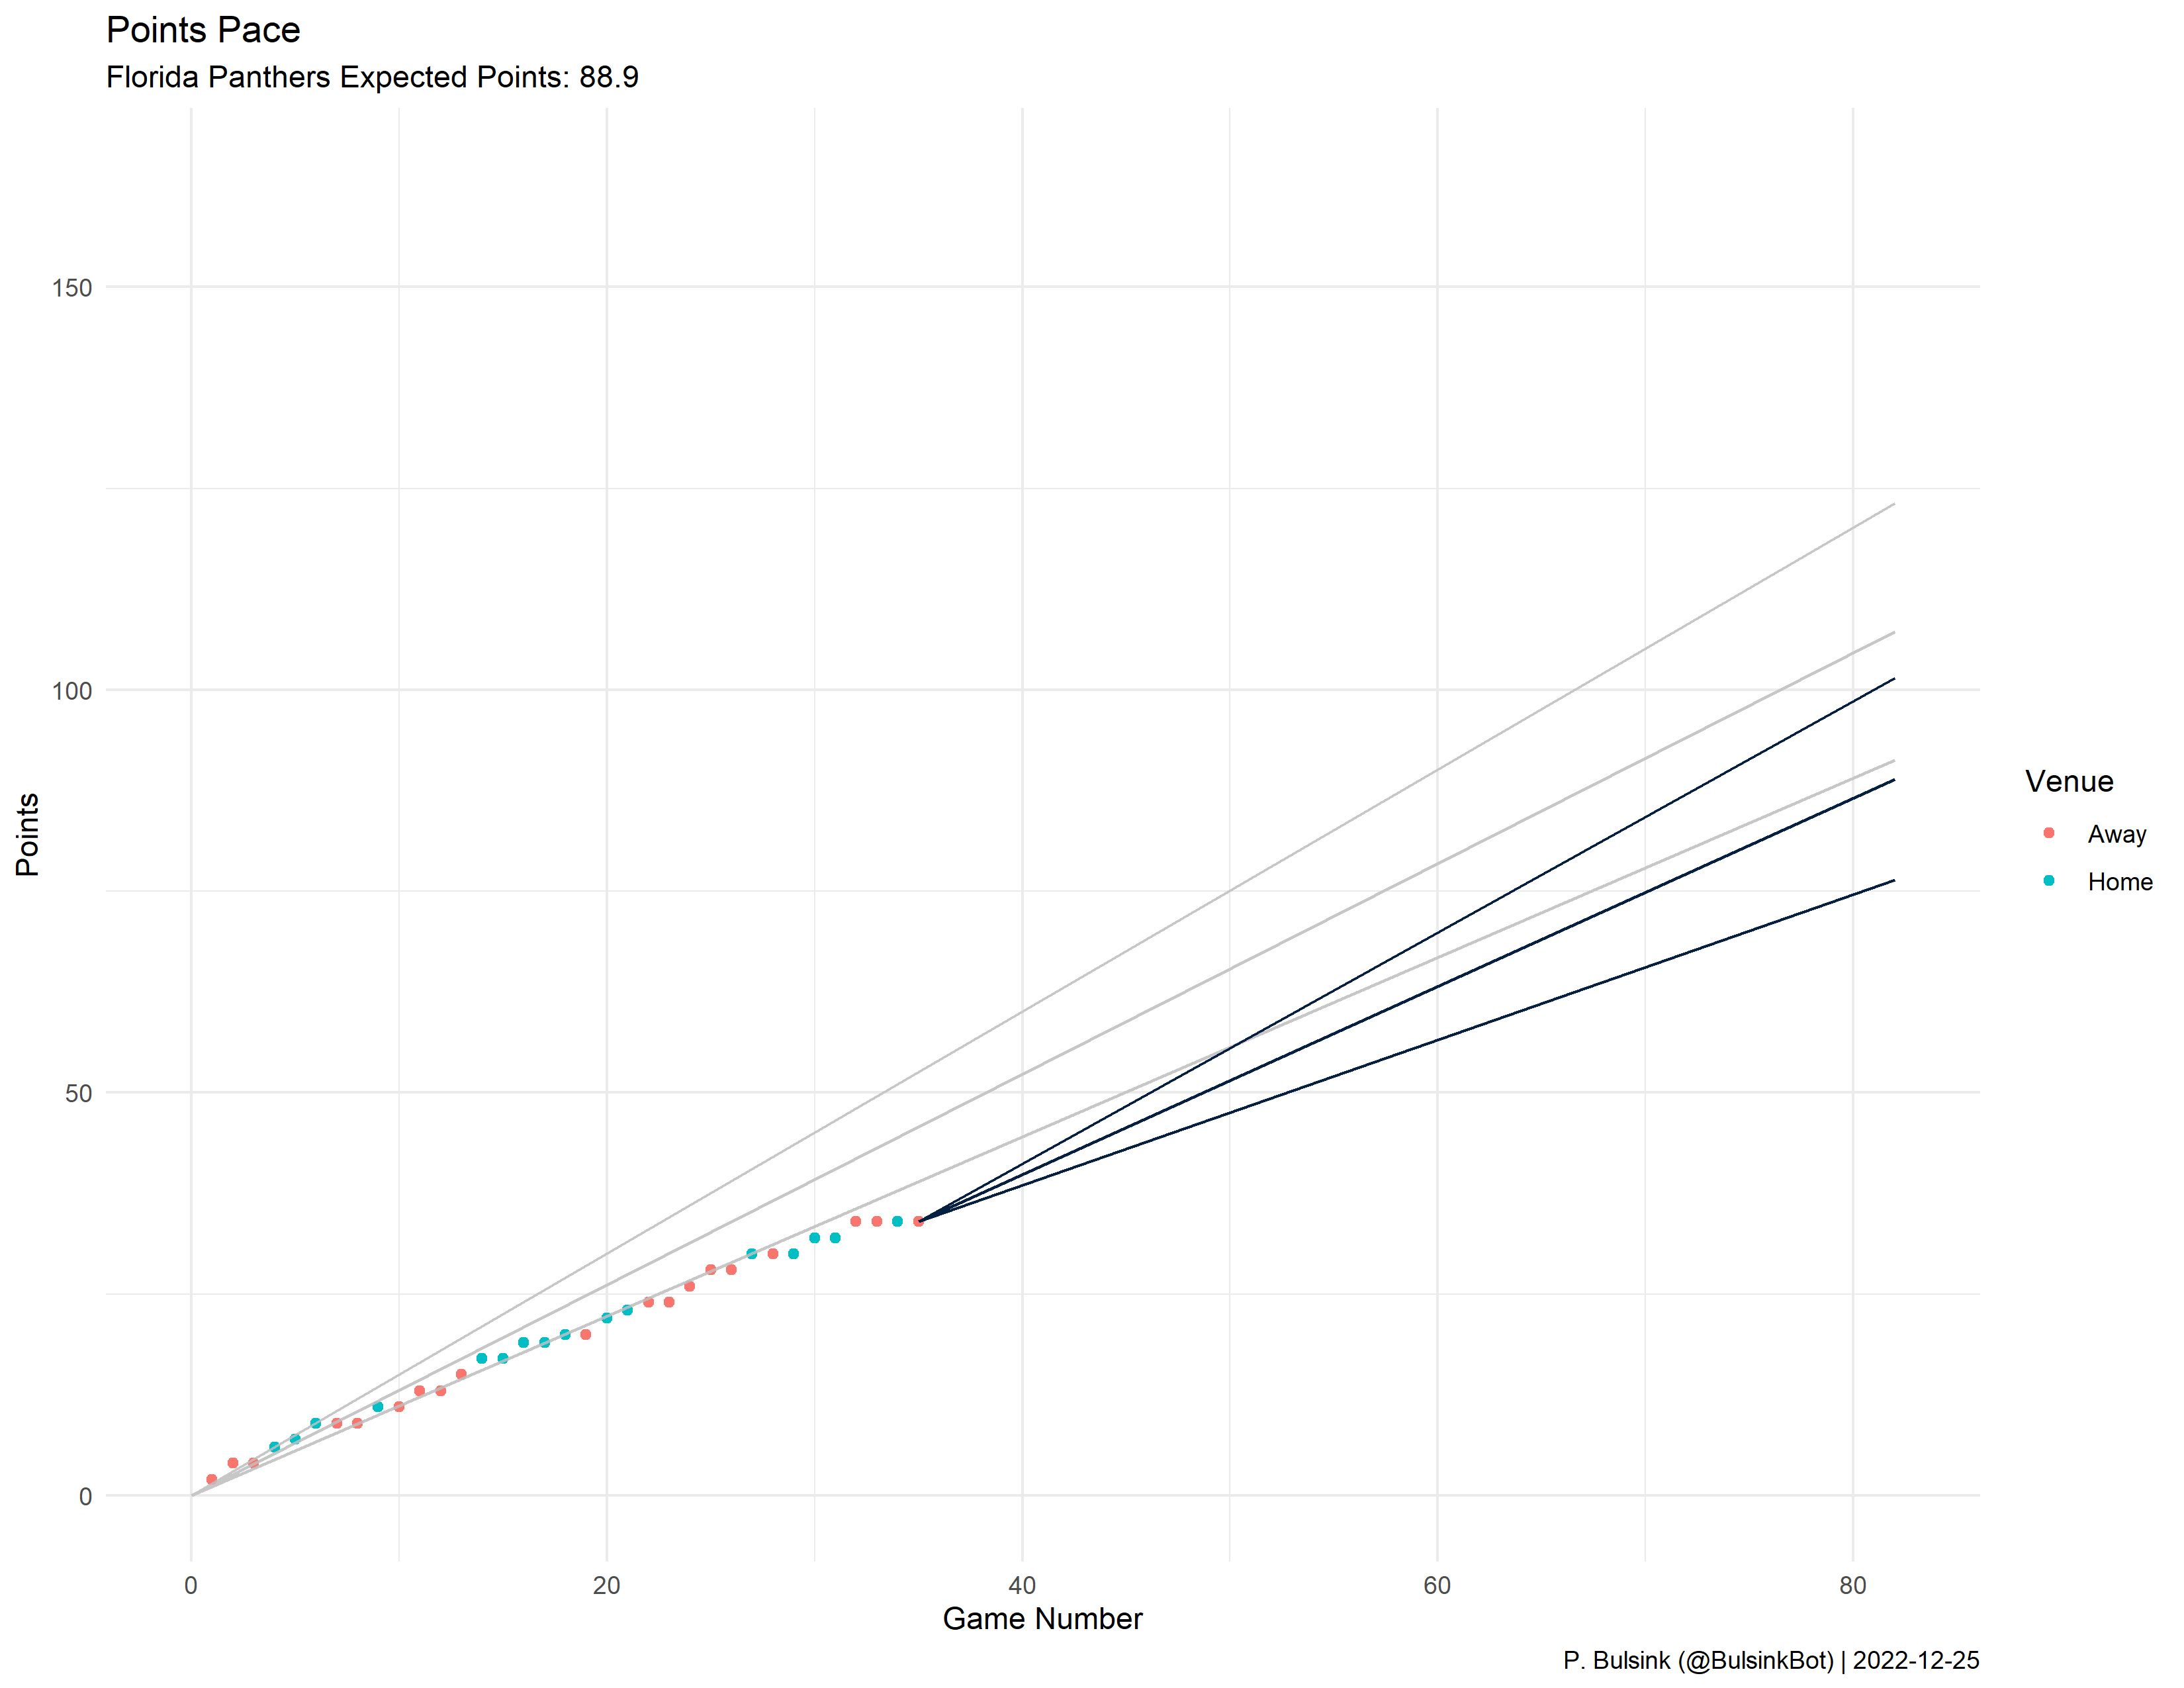 Points Pace
Florida Panthers Expected Points: 88.9
150
100
50
0
Points
0 20 40 60 80
Game Number
Venue
Away
Home
P. Bulsink (@BulsinkBot) | 2022-12-25